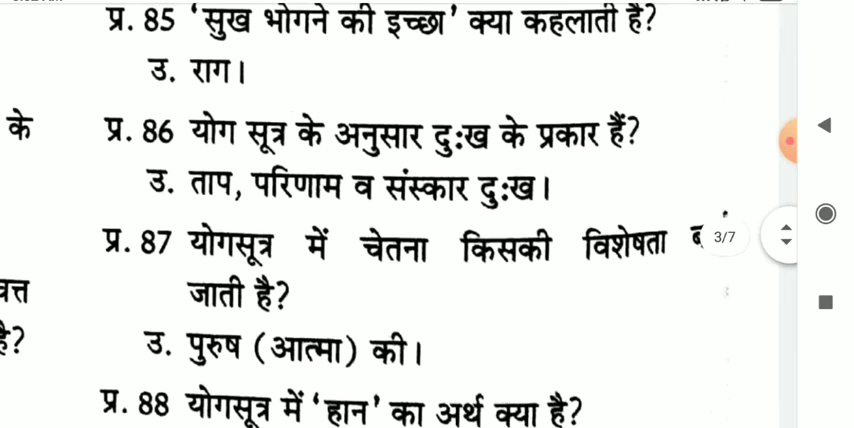 प्र. 85 ‘सुख भोगने की इच्छा’ क्या कहलाती है?
उ. राग।
के
प्र. 86 योग सूत्र के अनुसार दुःख के प्रकार हैं?
उ. ताप, परिणाम व संस्कार दुःख।
प्र. 87 योगसूत्र में चेतना किसकी विशेषता
3/7
जाती है?
उ. पुरुष (आत्मा) की।
प्र. 88 योगसूत्र में ‘हान’ का अर्थ क्या है?